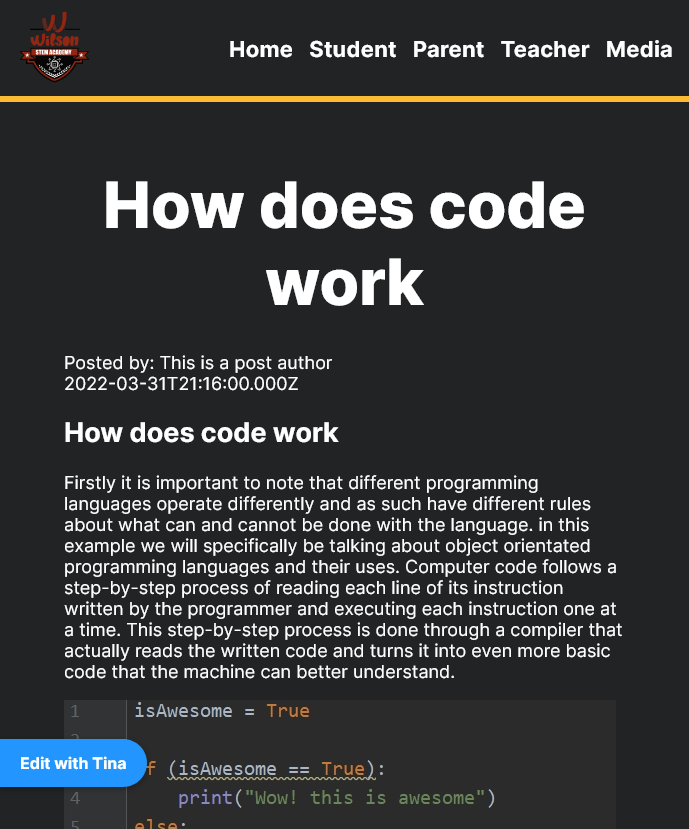 W
Wilson
STEM ACADEMY
Home Student Parent Teacher Media
How does code
work
Posted by: This is a post author
2022-03-31T21:16:00.000Z
How does code work
Firstly it is important to note that different programming
languages operate differently and as such have different rules
about what can and cannot be done with the language. in this
example we will specifically be talking about object orientated
programming languages and their uses. Computer code follows a
step-by-step process of reading each line of its instruction
written by the programmer and executing each instruction one at
a time. This step-by-step process is done through a compiler that
actually reads the written code and turns it into even more basic
code that the machine can better understand.
1 isAwesome = True
2
Edit with Tina
f (isAwesome == True):
4 print("Wow! this is awesome")
5 else: